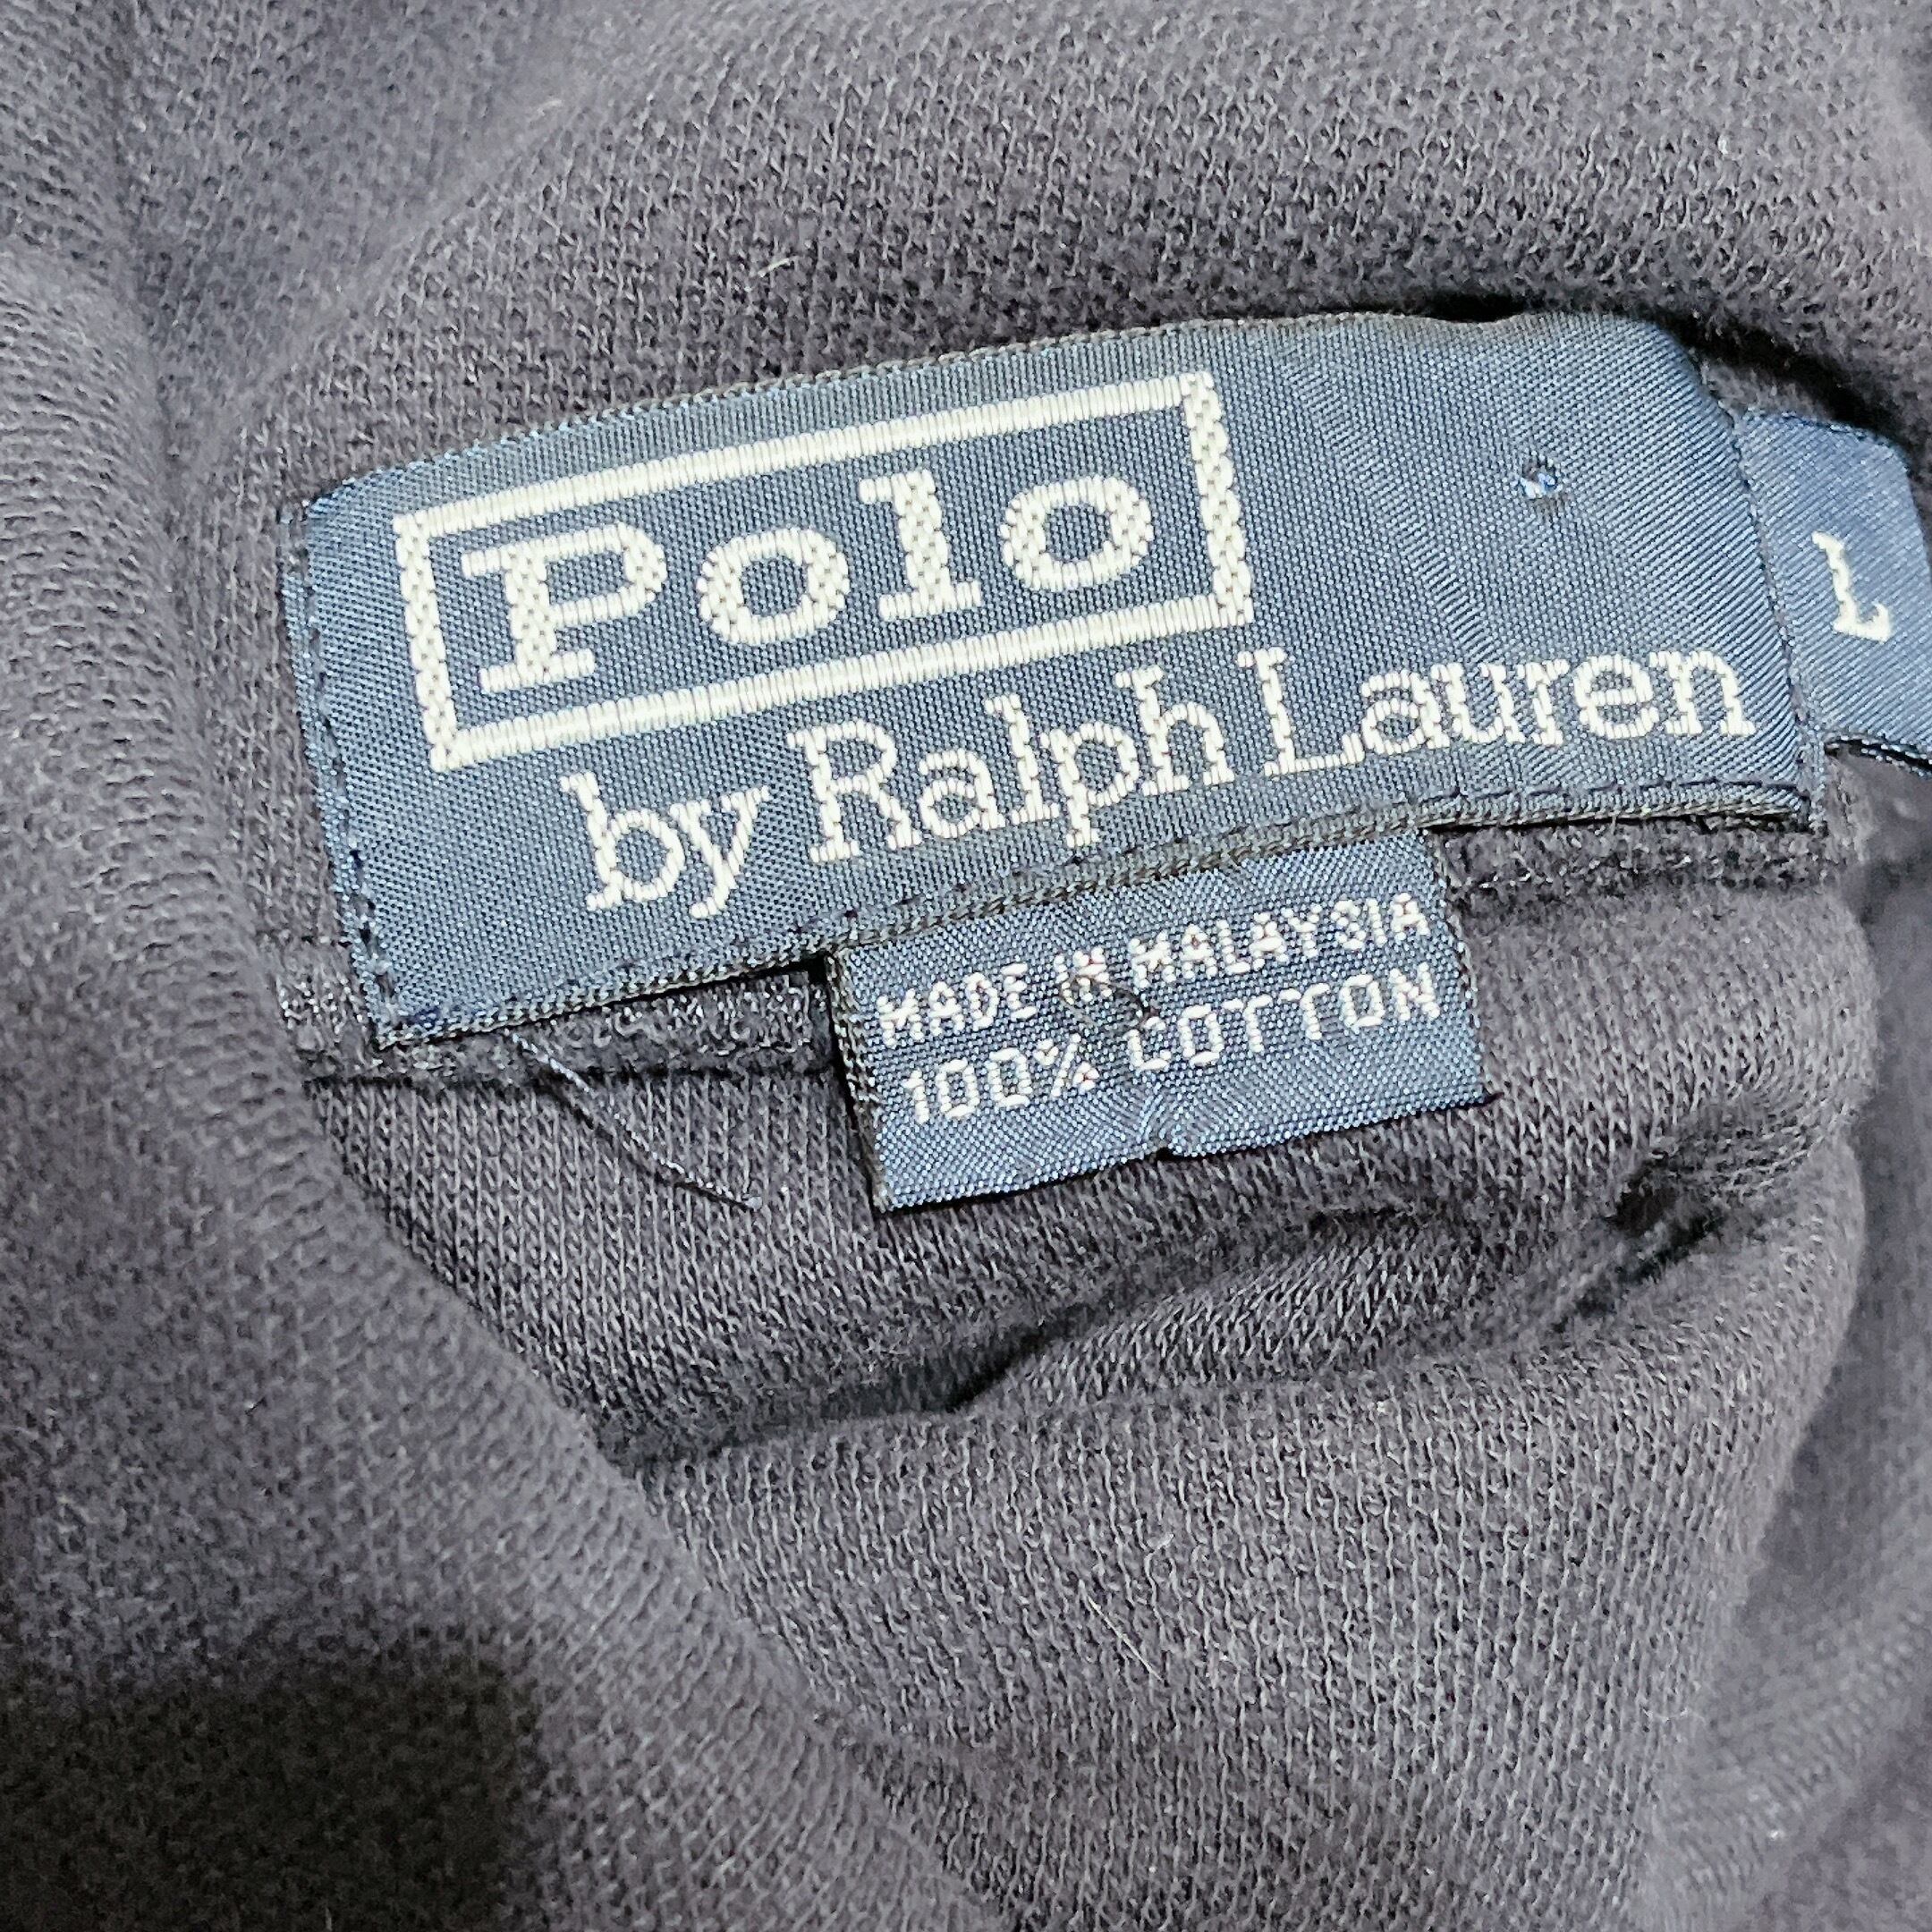 Polo
by Ralph Lauren
L
MADE IN MALAYSIA
100% COTTON